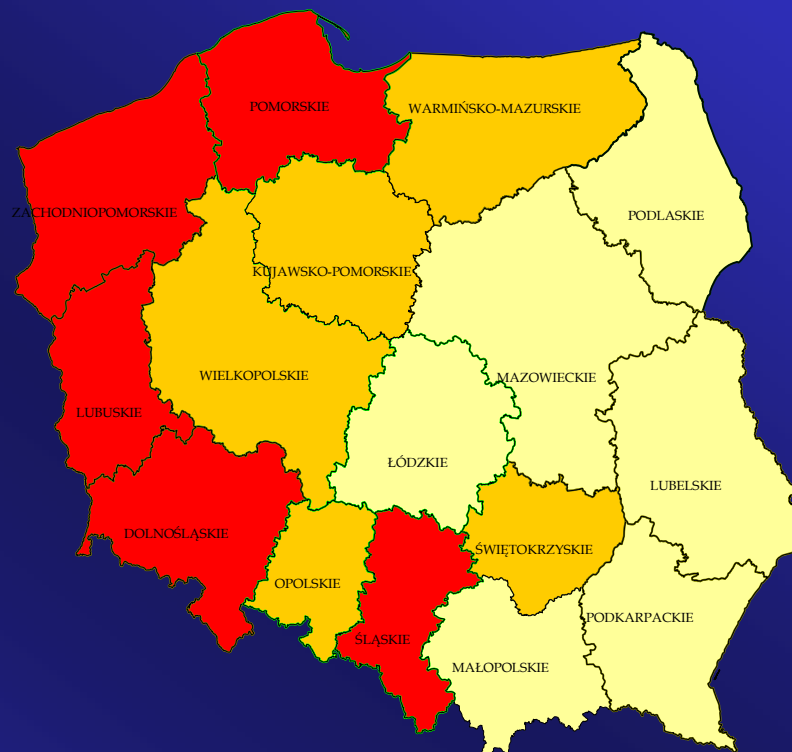 POMORSKIE
WARMIŃSKO-MAZURSKIE
ZACHODNIOPOMORSKIE
PODLASKIE
KUJAWSKO-POMORSKIE
WIELKOPOLSKIE
MAZOWIECKIE
LUBUSKIE
ŁÓDZKIE
LUBELSKIE
DOLNOŚLĄSKIE
ŚWIĘTOKRZYSKIE
OPOLSKIE
PODKARPACKIE
ŚLĄSKIE
MAŁOPOLSKIE